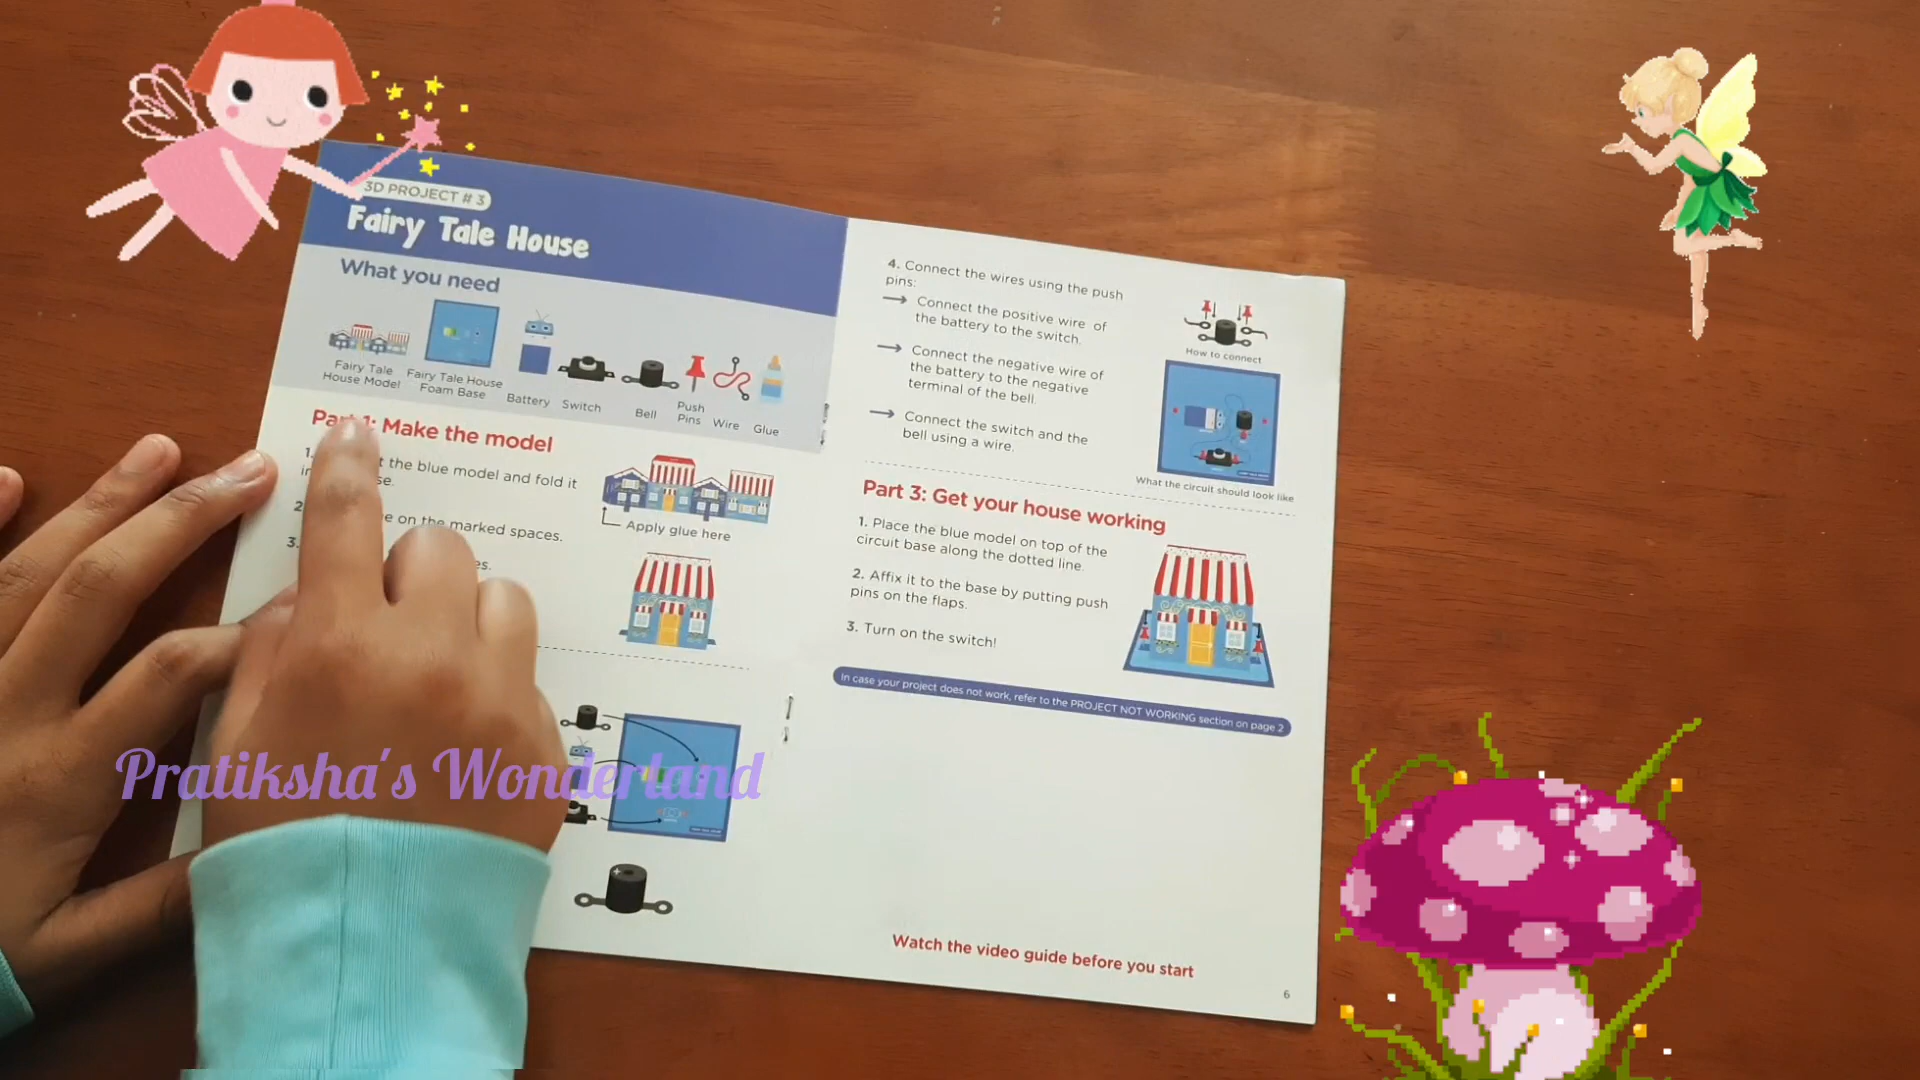 3D PROJECT # 3
Fairy Tale House
What you need
Fairy Tale
House Model
Fairy Tale House
Foam Base
Battery
Switch
Bell
Push
Pins
Wire
Glue
Part 1: Make the model
1.
the blue model and fold it
2
on the marked spaces.
3.
Apply glue here
4. Connect the wires using the push
pins:
Connect the positive wire of
the battery to the switch.
Connect the negative wire of
the battery to the negative
terminal of the bell.
Connect the switch and the
bell using a wire.
How to connect
What the circuit should look like
Part 3: Get your house working
1. Place the blue model on top of the
circuit base along the dotted line.
2. Affix it to the base by putting push
pins on the flaps.
3. Turn on the switch!
In case your project does not work, refer to the PROJECT NOT WORKING section on page 2
Watch the video guide before you start
6
Pratiksha's Wonderland